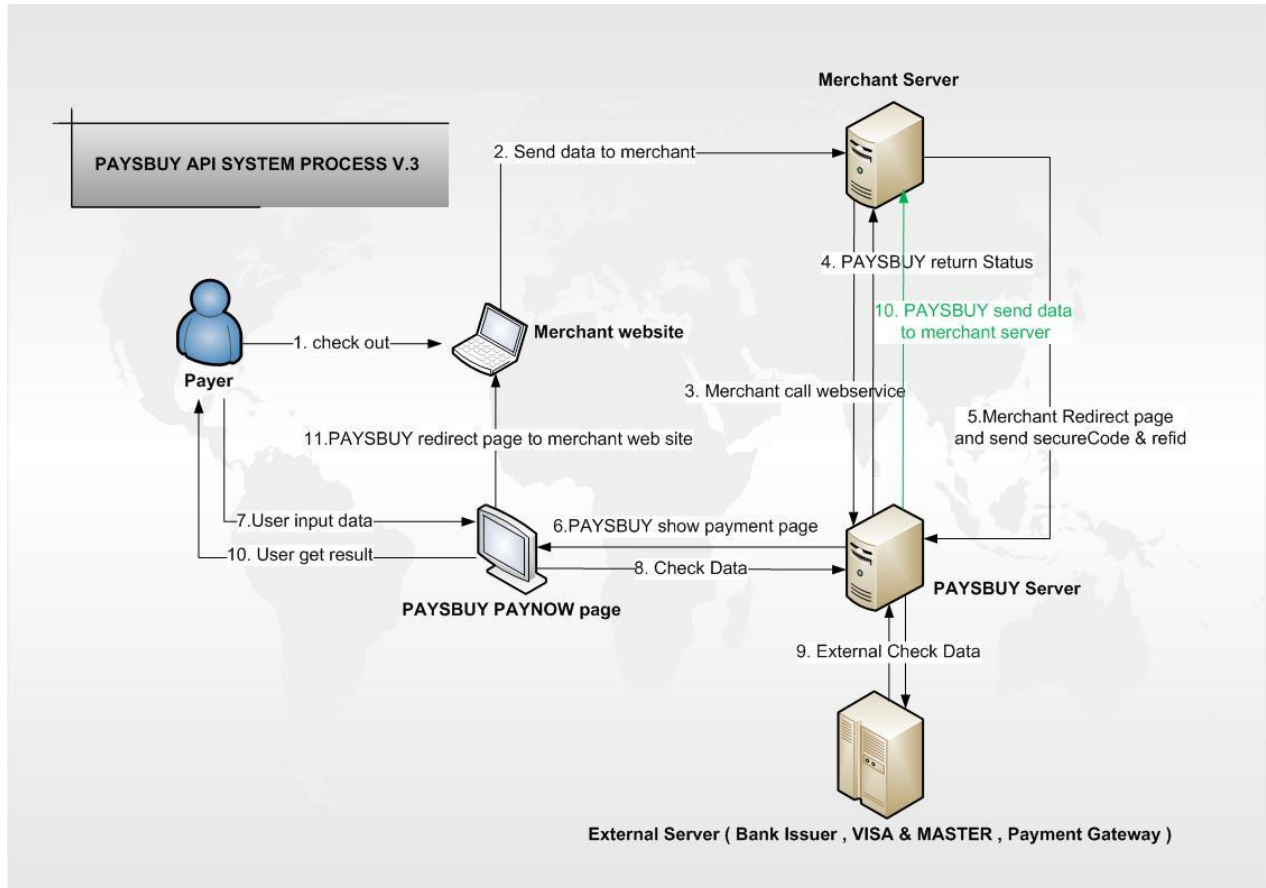 Merchant Server
PAYSBUY API SYSTEM PROCESS V.3
2. Send data to merchant
4. PAYSBUY return Status
10. PAYSBUY send data
to merchant server
Merchant website
1. check out
Payer
3. Merchant call webservice
5.Merchant Redirect page
and send secureCode & refid
11.PAYSBUY redirect page to merchant web site
7.User input data
6.PAYSBUY show payment page
10. User get result
8. Check Data
PAYSBUY PAYNOW page
PAYSBUY Server
9. External Check Data
External Server ( Bank Issuer , VISA & MASTER , Payment Gateway )